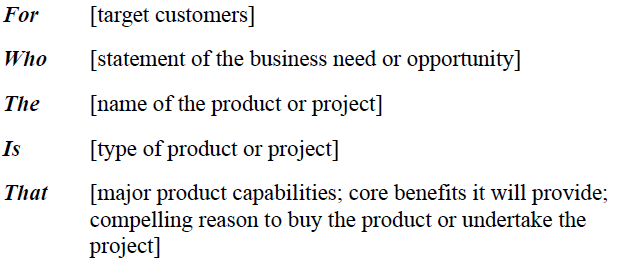 For [target customers]
Who [statement of the business need or opportunity]
The [name of the product or project]
Is [type of product or project]
That [major product capabilities; core benefits it will provide;
compelling reason to buy the product or undertake the
project]